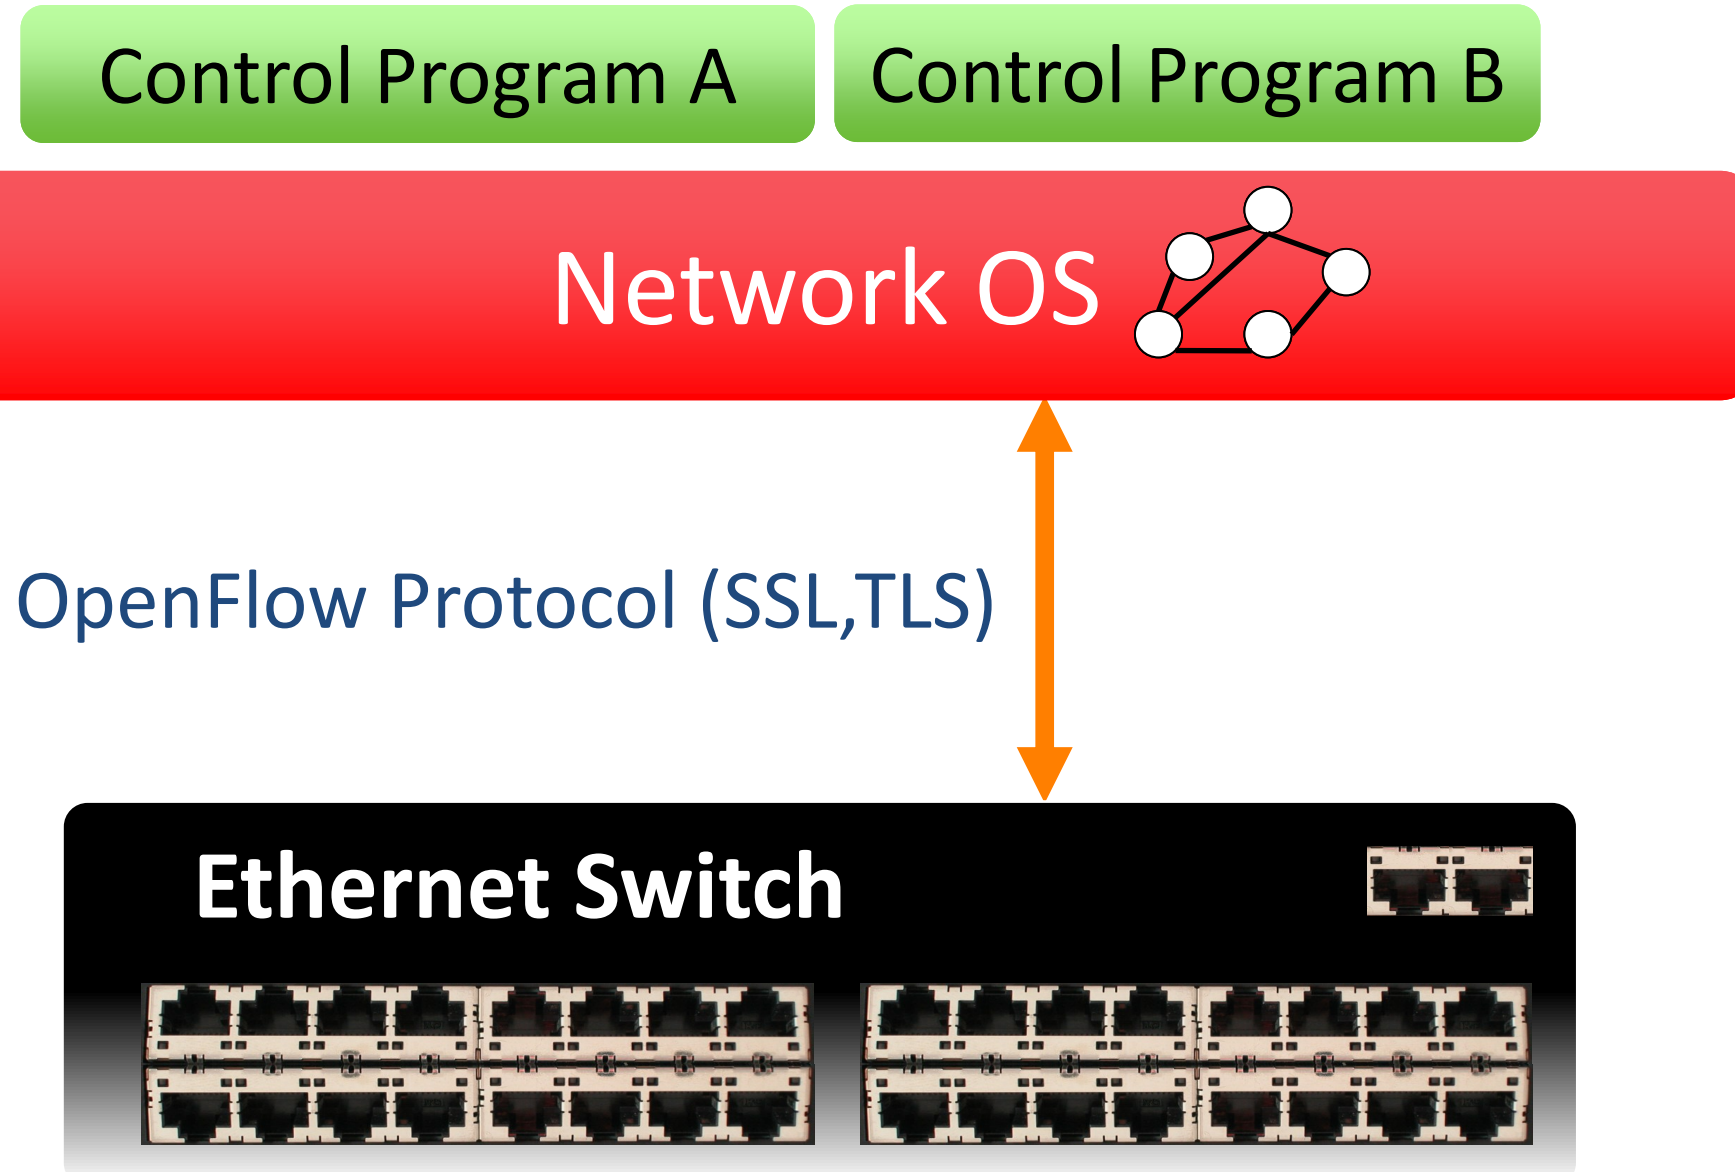 Control Program A
Control Program B
Network OS
OpenFlow Protocol (SSL,TLS)
Ethernet Switch